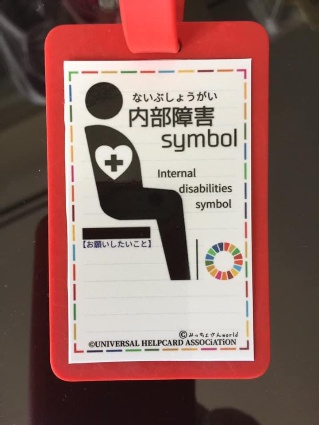 ないぶしょうがい
内部障害
symbol
Internal
disabilities
symbol
【お願いしたいこと】
©みっちょさんworld
©UNIVERSAL HELPCARD ASSOCiATiON